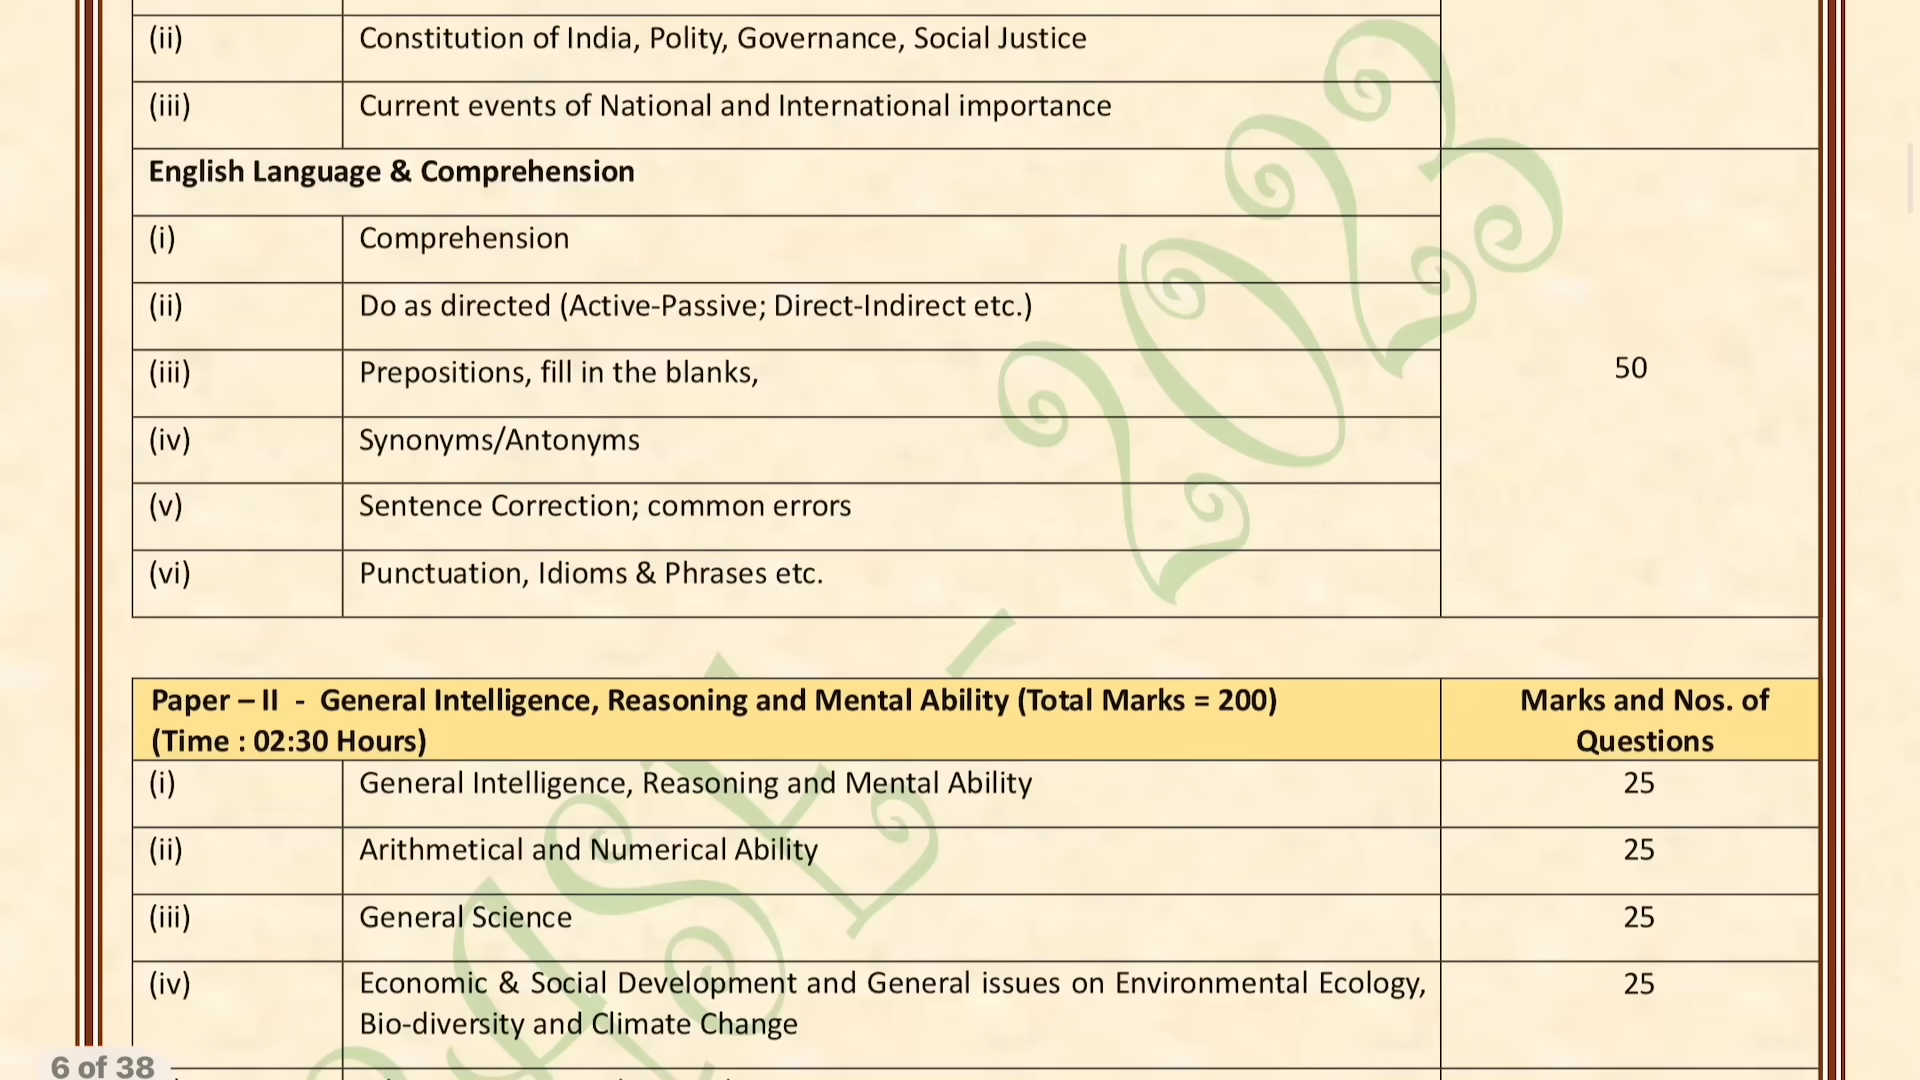 (ii) Constitution of India, Polity, Governance, Social Justice
(iii) Current events of National and International importance
English Language & Comprehension
(i) Comprehension
(ii) Do as directed (Active-Passive; Direct-Indirect etc.)
(iii) Prepositions, fill in the blanks,
(iv) Synonyms/Antonyms
(v) Sentence Correction; common errors
(vi) Punctuation, Idioms & Phrases etc.
50
Paper – II - General Intelligence, Reasoning and Mental Ability (Total Marks = 200)
(Time : 02:30 Hours)
Marks and Nos. of
Questions
(i) General Intelligence, Reasoning and Mental Ability 25
(ii) Arithmetical and Numerical Ability 25
(iii) General Science 25
(iv) Economic & Social Development and General issues on Environmental Ecology, 25
Bio-diversity and Climate Change
6 of 38
- 2023